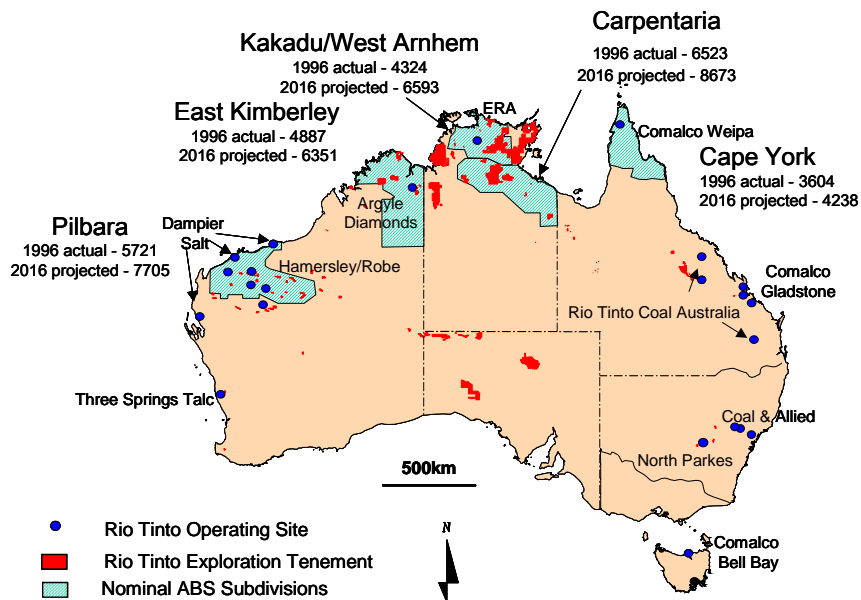 Carpentaria
1996 actual - 6523
2016 projected - 8673
Kakadu/West Arnhem
1996 actual - 4324
2016 projected - 6593
ERA
East Kimberley
1996 actual - 4887
2016 projected - 6351
Comalco Weipa
Cape York
1996 actual - 3604
2016 projected - 4238
Argyle
Diamonds
Pilbara
1996 actual - 5721
2016 projected - 7705
Dampier
Salt
Hamersley/Robe
Comalco
Gladstone
Rio Tinto Coal Australia
Three Springs Talc
Coal & Allied
North Parkes
500km
N
Rio Tinto Operating Site
Rio Tinto Exploration Tenement
Nominal ABS Subdivisions
Comalco
Bell Bay